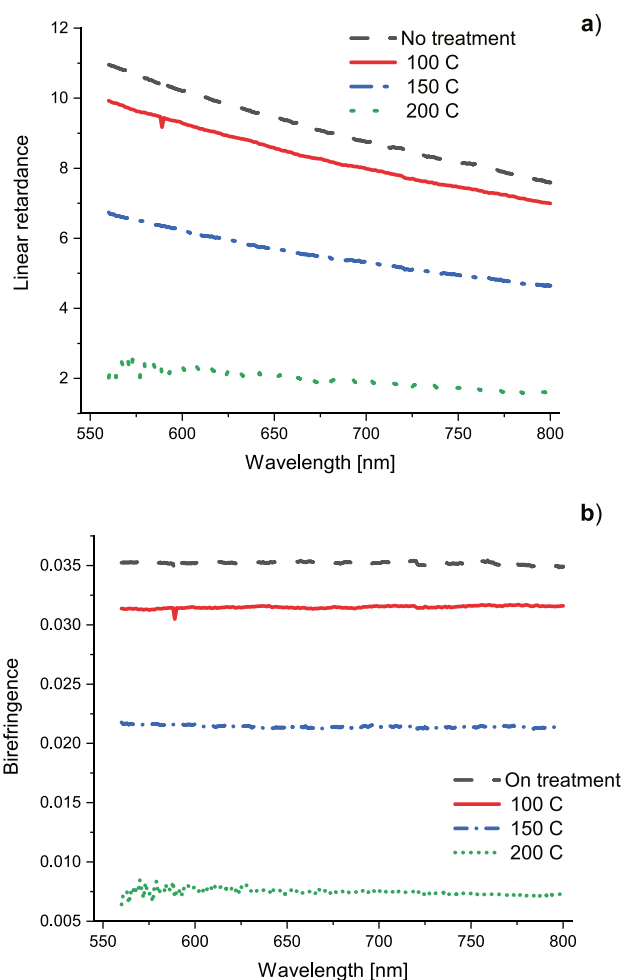 a)
12
10
8
6
4
2
Linear retardance
No treatment
100 C
150 C
200 C
550 600 650 700 750 800
Wavelength [nm]
b)
0.035
0.030
0.025
0.020
0.015
0.010
0.005
Birefringence
On treatment
100 C
150 C
200 C
550 600 650 700 750 800
Wavelength [nm]